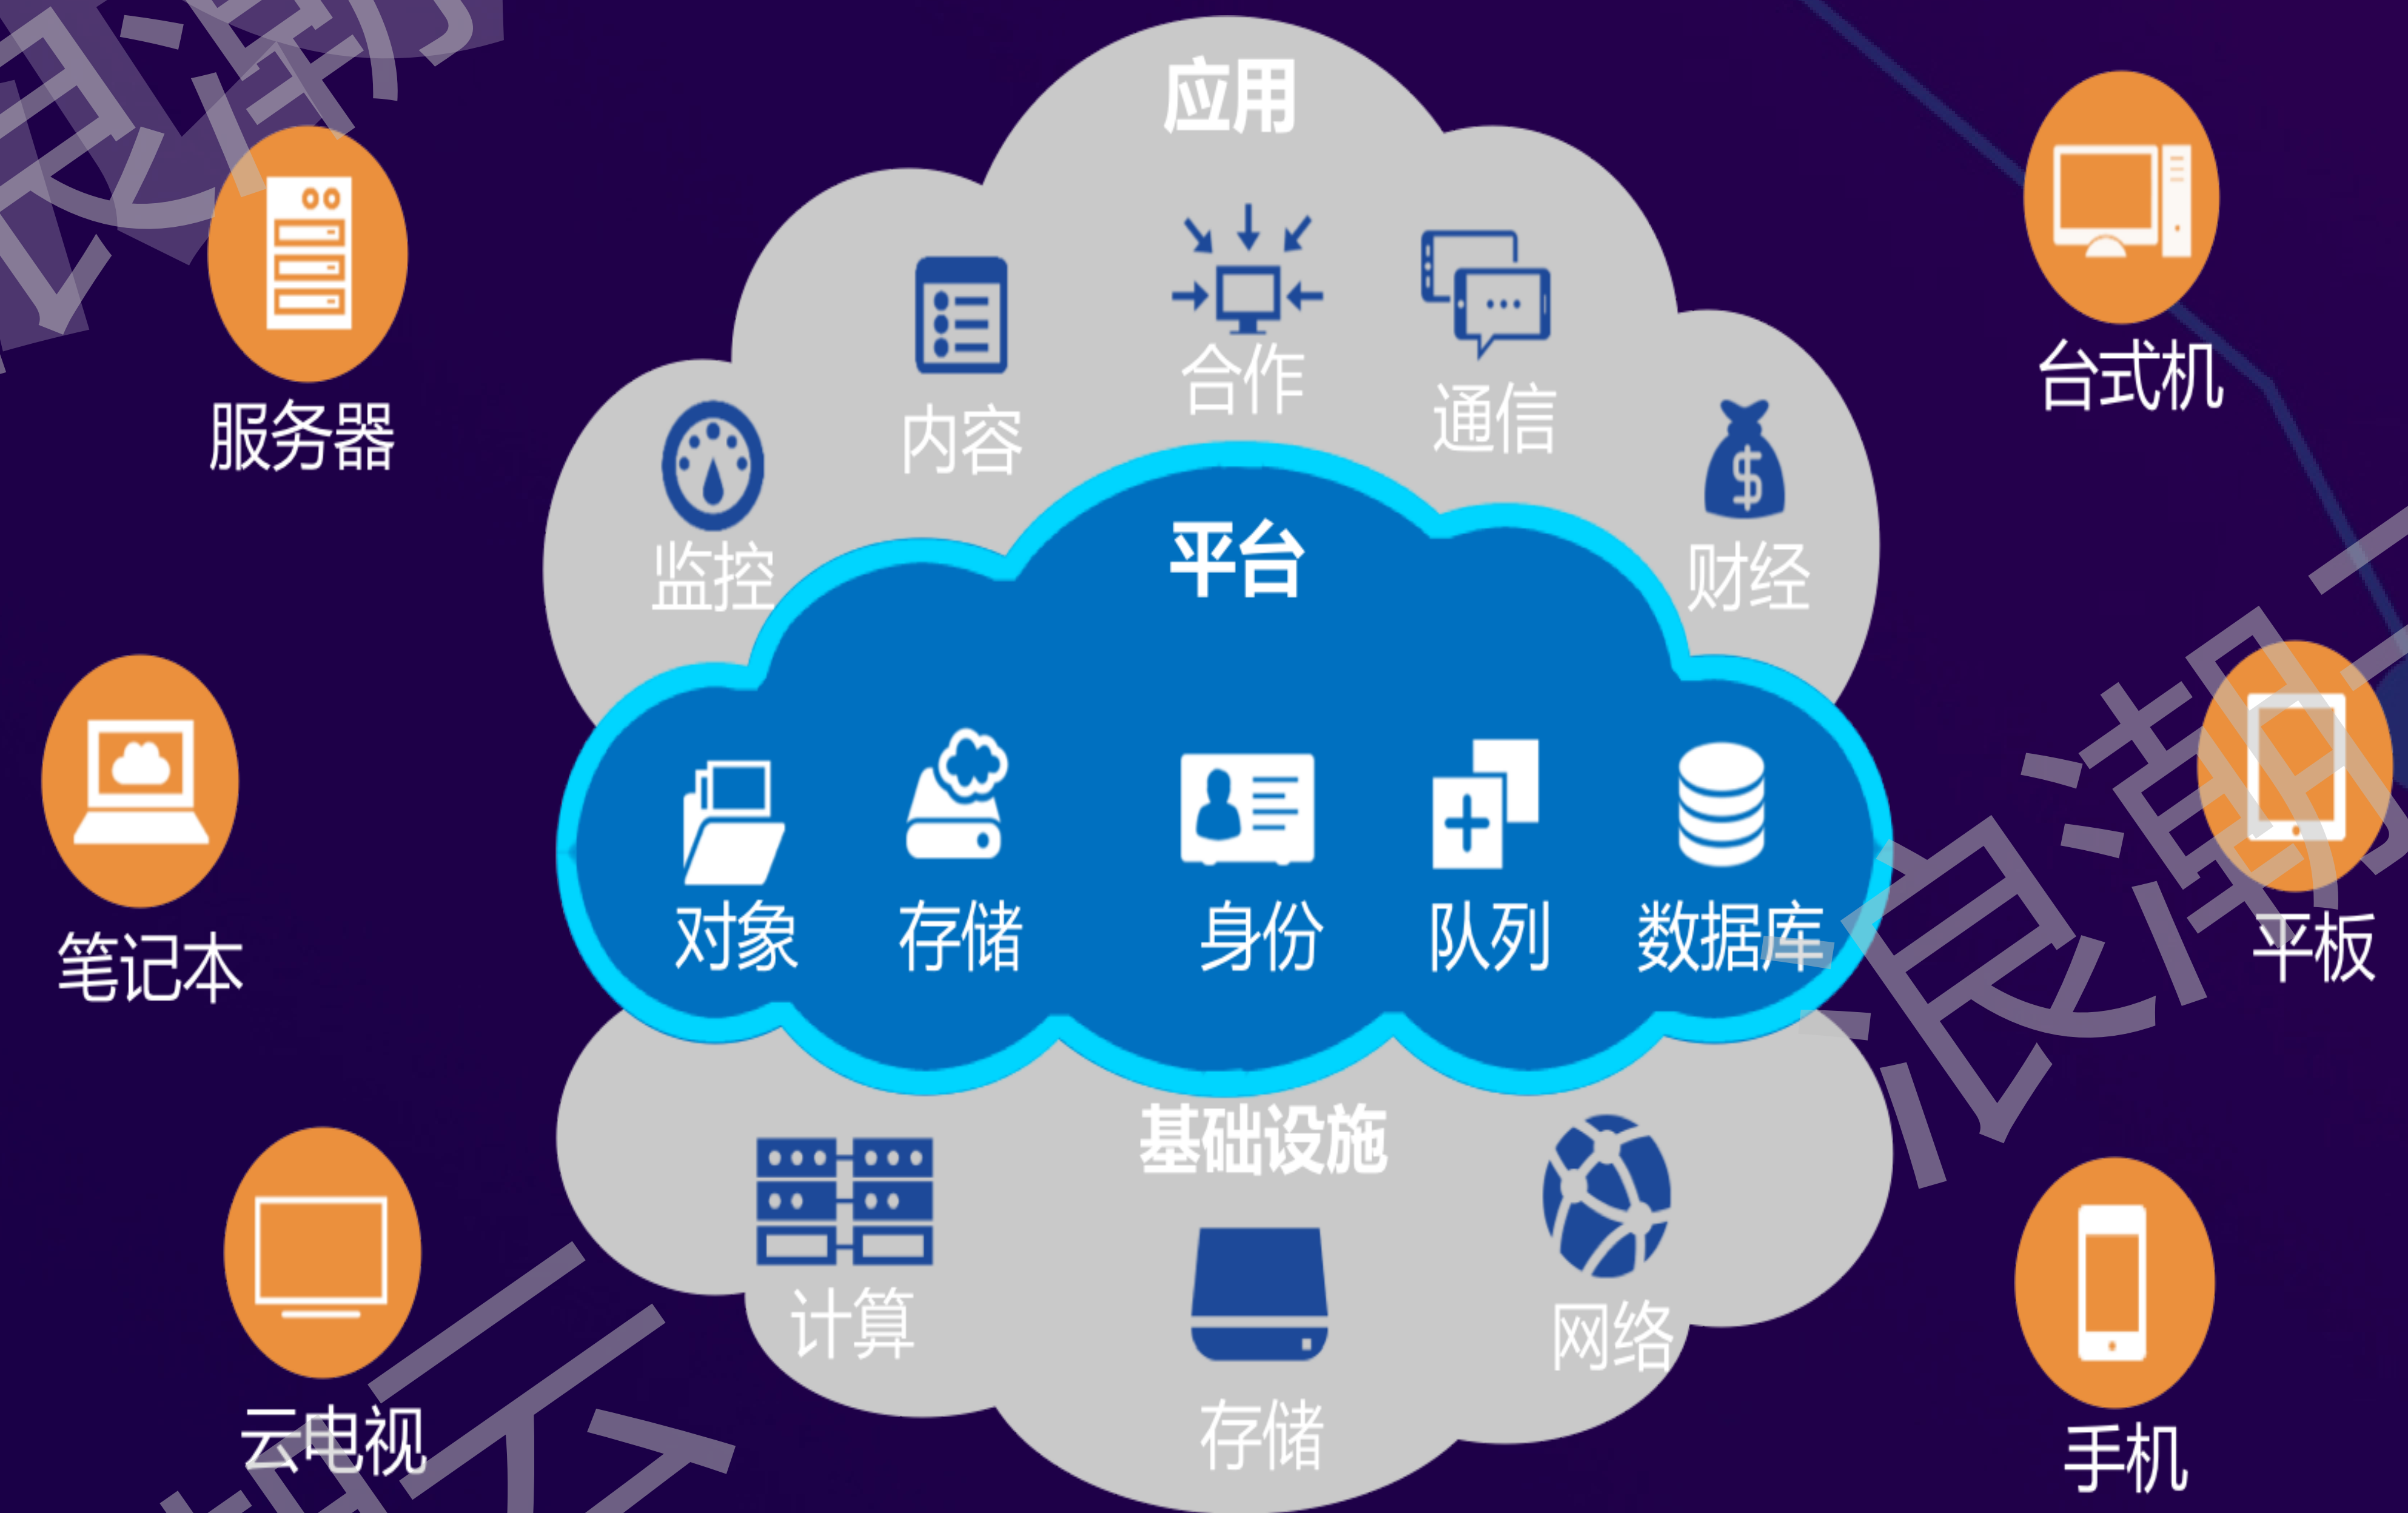 应用
合作
内容
通信
监控
财经
平台
对象
存储
身份
队列
数据库
基础设施
计算
存储
网络
服务器
笔记本
云电视
台式机
平板
手机